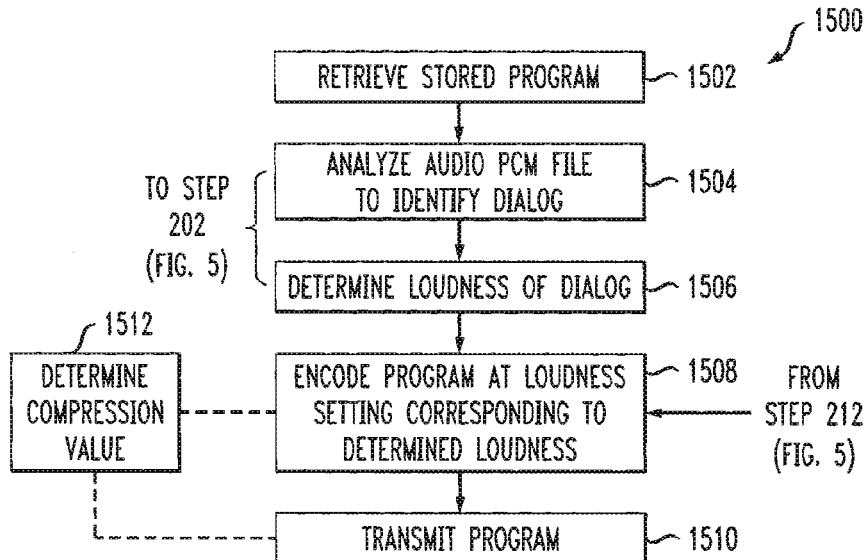 1500
RETRIEVE STORED PROGRAM
1502
ANALYZE AUDIO PCM FILE
TO IDENTIFY DIALOG
1504
TO STEP
202
(FIG. 5)
DETERMINE LOUDNESS OF DIALOG
1506
1512
DETERMINE
COMPRESSION
VALUE
ENCODE PROGRAM AT LOUDNESS
SETTING CORRESPONDING TO
DETERMINED LOUDNESS
1508
FROM
STEP 212
(FIG. 5)
TRANSMIT PROGRAM
1510